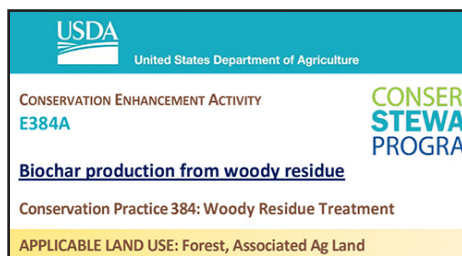 USDA
United States Department of Agriculture
CONSERVATION ENHANCEMENT ACTIVITY
E384A
CONSER
STEWA
PROGRA
Biochar production from woody residue
Conservation Practice 384: Woody Residue Treatment
APPLICABLE LAND USE: Forest, Associated Ag Land